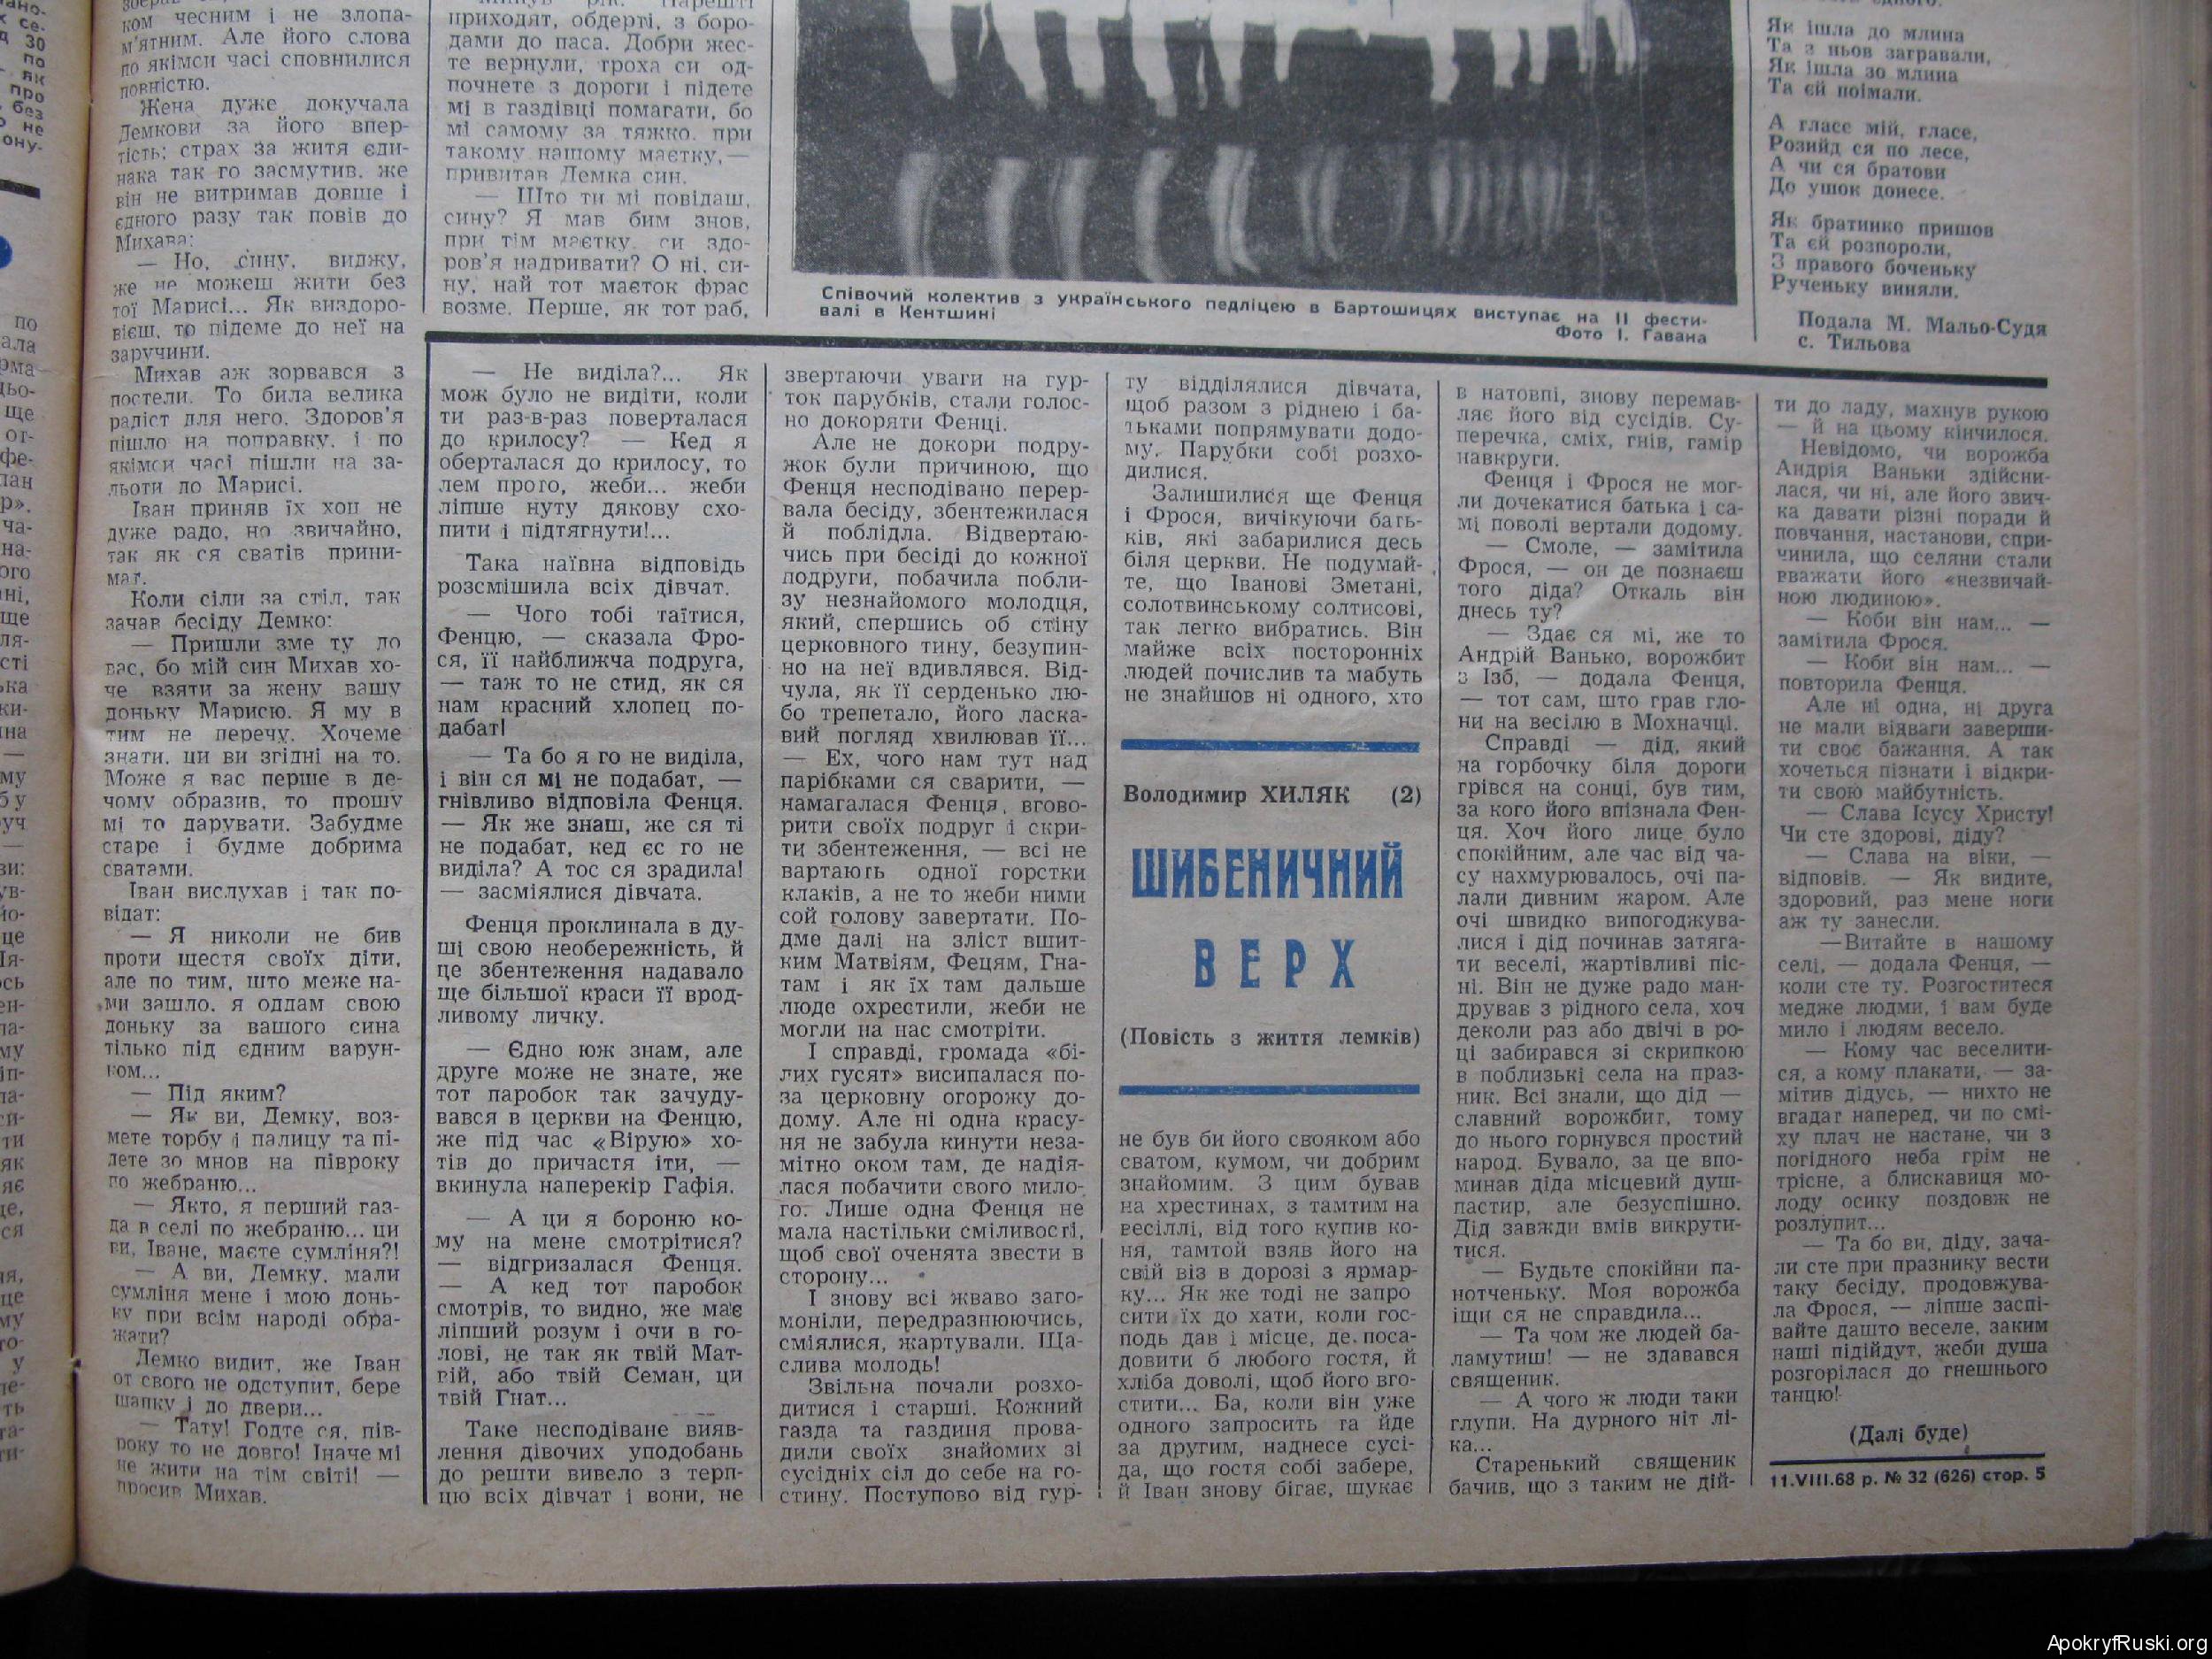 ком чесним і не злопа-
м'ятним. Але його слова
по якімси часі сповнилися
повністю.
Жена дуже докучала
Демкови за його впер-
тість; страх за житя єди-
нака так го засмутив, же
він не витримав довше і
єдного разу так повів до
Михава:
— Но, сину, виджу,
же не можеш жити без
тої Марисі... Як виздоро-
вієш, то підеме до неї на
заручини.
Михав аж зорвався з
постели. То била велика
радіст для него. Здоров'я
пішло на поправку, і по
якімси часі пішли на за-
льоти до Марисі.
Іван приняв їх хоц не
дуже радо, но звичайно,
так як ся сватів прини-
мат.
Коли сіли за стіл, так
зачав бесіду Демко:
— Пришли зме ту до
вас, бо мій син Михав хо-
че взяти за жену вашу
доньку Марисю. Я му в
тим не перечу. Хочеме
знати, ци ви згідні на то.
Може я вас перше в де-
чому образив, то прошу
мі то дарувати. Забудме
старе і будме добрима
сватами.
Іван вислухав і так по-
відат:
— Я николи не бив
проти щестя своїх діти,
але по тим, што меже на-
ми зашло, я оддам свою
доньку за вашого сина
тілько під єдним варун-
ком...
— Під яким?
— Як ви, Демку, воз-
мете торбу і палицу та пі-
дете зо мнов на півроку
по жебраню...
— Якто, я перший газ-
да в селі по жебраню... ци
ви, Іване, маєте сумліня?!
— А ви, Демку, мали
сумліня мене і мою донь-
ку при всім народі обра-
жати?
Демко видит, же Іван
от свого не одступит, бере
шапку і до двери...
— Тату! Годте ся, пів-
року то не довго! Іначе мі
не жити на тім світі! —
просив Михав.
приходят, обдерті, з боро-
дами до паса. Добри жес-
те вернули, троха си од-
почнете з дороги і підете
мі в газдівці помагати, бо
мі самому за тяжко, при
такому нашому маєтку, —
привитав Демка син.
— Што ти мі повідаш,
сину? Я мав бим знов,
при тім маєтку, си здо-
ров'я надривати? О ні, си-
ну, най тот маєток фрас
возме. Перше, як тот раб,
Співочий колектив з українського педліцею в Бартошицях виступає на II фести-
валі в Кентшині
Фото І. Гавана
Як ішла до млина
Та з ньов загравали,
Як ішла зо млина
Та єй поімали.
А гласе мій, гласе,
Розийд ся по лесе,
А чи ся братови
До ушок донесе.
Як братинко пришов
Та єй розпороли,
З правого боченьку
Рученьку виняли.
Подала М. Мальо-Судя
с. Тильова
— Не виділа?... Як
мож було не видіти, коли
ти раз-в-раз поверталася
до крилосу? — Кед я
оберталася до крилосу, то
лем прого, жеби... жеби
ліпше нуту дякову схо-
пити і підтягнути!...
Така наївна відповідь
розсмішила всіх дівчат.
— Чого тобі таїтися,
Фенцю, — сказала Фро-
ся, її найближча подруга,
— таж то не стид, як ся
нам красний хлопец по-
дабат!
— Та бо я го не виділа,
і він ся мі не подабат, —
гнівливо відповіла Фенця.
— Як же знаш, же ся ті
не подабат, кед єс го не
виділа? А тос ся зрадила!
— засміялися дівчата.
Фенця проклинала в ду-
ші свою необережність, й
це збентеження надавало
ще більшої краси її врод-
ливому личку.
— Єдно юж знам, але
друге може не знате, же
тот паробок так зачуду-
вався в церкви на Фенцю,
же під час «Вірую» хо-
тів до причастя іти, —
вкинула наперекір Гафія.
— А ци я бороню ко-
му на мене смотрітися?
— відгризалася Фенця.
— А кед тот паробок
смотрів, то видно, же має
ліпший розум і очи в го-
лові, не так як твій Мат-
вій, або твій Семан, ци
твій Гнат...
Таке несподіване вияв-
лення дівочих уподобань
до решти вивело з терп-
цю всіх дівчат і вони, не
звертаючи уваги на гур-
ток парубків, стали голос-
но докоряти Фенці.
Але не докори подру-
жок були причиною, що
Фенця несподівано перер-
вала бесіду, збентежилася
й поблідла. Відвертаю-
чись при бесіді до кожної
подруги, побачила побли-
зу незнайомого молодця,
який, спершись об стіну
церковного тину, безупин-
но на неї вдивлявся. Від-
чула, як її серденько лю-
бо трепетало, його ласка-
вий погляд хвилював її...
— Ех, чого нам тут над
парібками ся сварити, —
намагалася Фенця, вгово-
рити своїх подруг і скри-
ти збентеження, — всі не
вартають одної горстки
клаків, а не то жеби ними
сой голову завертати. По-
дме далі на зліст вшит-
ким Матвіям, Фецям, Гна-
там і як їх там дальше
люде охрестили, жеби не
могли на нас смотріти.
І справді, громада «бі-
лих гусят» висипалася по-
за церковну огорожу до-
дому. Але ні одна красу-
ня не забула кинути неза-
мітно оком там, де надія-
лася побачити свого мило-
го. Лише одна Фенця не
мала настільки сміливості,
щоб свої оченята звести в
сторону...
І знову всі жваво заго-
моніли, передразнюючись,
сміялися, жартували. Ща-
слива молодь!
Звільна почали розхо-
дитися і старші. Кожний
газда та газдиня прова-
дили своїх знайомих зі
сусідніх сіл до себе на го-
стину. Поступово від гур-
ту відділялися дівчата,
щоб разом з ріднею і ба-
тьками попрямувати додо-
му. Парубки собі розхо-
дилися.
Залишилися ще Фенця
і Фрося, вичікуючи бать-
ків, які забарилися десь
біля церкви. Не подумай-
те, що Іванові Зметані,
солотвинському солтисові,
так легко вибратись. Він
майже всіх посторонніх
людей почислив та мабуть
не знайшов ні одного, хто
Володимир ХИЛЯК (2)
ШИБЕНИЧНИЙ
ВЕРХ
(Повість з життя лемків)
не був би його свояком або
сватом, кумом, чи добрим
знайомим. З цим бував
на хрестинах, з тамтим на
весіллі, від того купив ко-
ня, тамтой взяв його на
свій віз в дорозі з ярмар-
ку... Як же тоді не запро
сити їх до хати, коли гос-
подь дав і місце, де поса-
довити б любого гостя, й
хліба доволі, щоб його вго-
стити... Ба, коли він уже
одного запросить та йде
за другим, наднесе сусі-
да, що гостя собі забере,
й Іван знову бігає, шукає
в натовпі, знову перемав-
ляє його від сусідів. Су-
перечка, сміх, гнів, гамір
навкруги.
Фенця і Фрося не мог-
ли дочекатися батька і са-
мі поволі вертали додому.
— Смоле, — замітила
Фрося, — он де познаєш
того діда? Откаль він
днесь ту?
— Здає ся мі, же то
Андрій Ванько, ворожбит
з Ізб, — додала Фенця,
— тот сам, што грав гло-
ни на весілю в Мохначці.
Справді — дід, який
на горбочку біля дороги
грівся на сонці, був тим,
за кого його впізнала Фен-
ця. Хоч його лице було
спокійним, але час від ча-
су нахмурювалось, очі па-
лали дивним жаром. Але
очі швидко випогоджува-
лися і дід починав затяга-
ти веселі, жартівливі піс-
ні. Він не дуже радо ман-
дрував з рідного села, хоч
деколи раз або двічі в ро-
ці забирався зі скрипкою
в поблизькі села на праз-
ник. Всі знали, що дід —
славний ворожбит, тому
до нього горнувся простий
народ. Бувало, за це впо-
минав діда місцевий душ-
пастир, але безуспішно.
Дід завжди вмів викрути-
тися.
— Будьте спокійни па-
нотченьку. Моя ворожба
іщи ся не справдила...
— Та чом же людей ба-
ламутиш! — не здавався
священик.
— А чого ж люди таки
глупи. На дурного ніт лі-
ка...
Старенький священик
бачив, що з таким не дій-
ти до ладу, махнув рукою
— й на цьому кінчилося.
Невідомо, чи ворожба
Андрія Ваньки здійсни-
лася, чи ні, але його звич-
ка давати різні поради й
повчання, настанови, спри-
чинила, що селяни стали
вважати його «незвичай-
ною людиною».
— Коби він нам... —
замітила Фрося.
— Коби він нам... —
повторила Фенця.
Але ні одна, ні друга
не мали відваги заверши-
ти своє бажання. А так
хочеться пізнати і відкри-
ти свою майбутність.
— Слава Ісусу Христу!
Чи сте здорові, діду?
— Слава на віки, —
відповів. — Як видите,
здоровий, раз мене ноги
аж ту занесли.
—Витайте в нашому
селі, — додала Фенця, —
коли сте ту. Розгоститеся
медже людми, і вам буде
мило і людям весело.
— Кому час веселити-
ся, а кому плакати, — за-
мітив дідусь, — нихто не
вгадат наперед, чи по смі-
ху плач не настане, чи з
погідного неба грім не
трісне, а блискавиця мо-
лоду осику поздовж не
розлупит...
— Та бо ви, діду, зача-
ли сте при празнику вести
таку бесіду, продовжува-
ла Фрося, — ліпше заспі-
вайте дашто веселе, заким
наші підійдут, жеби душа
розгорілася до гнешнього
танцю!
(Далі буде)
11.VIII.68 р. № 32 (626) стор. 5
ApokryfRuski.org